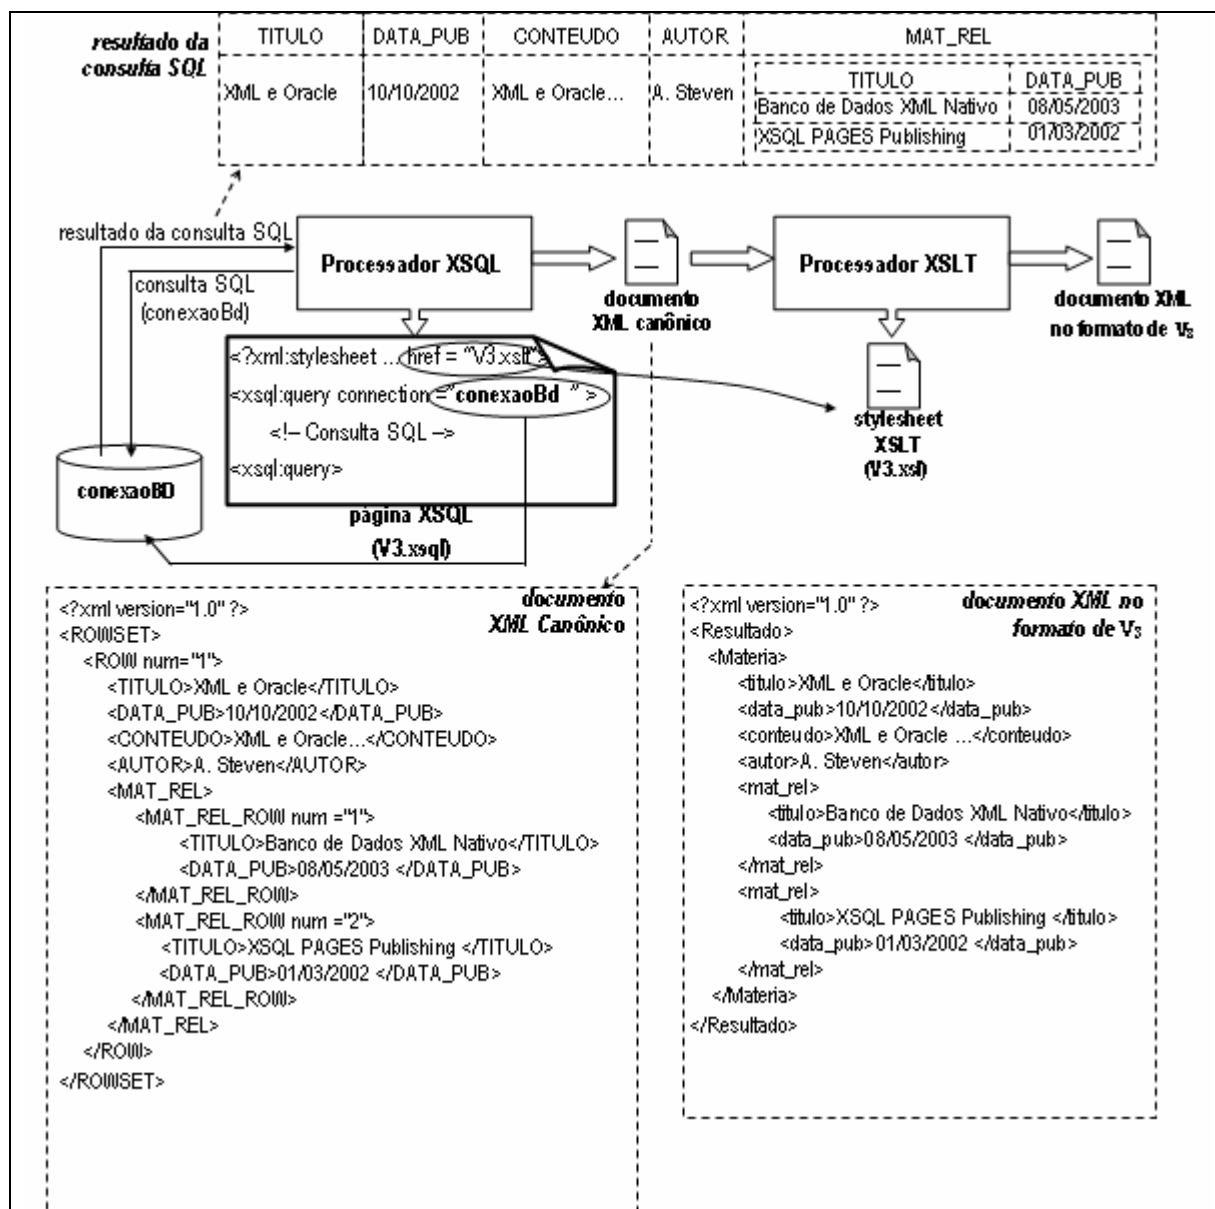 resultado da
consulta SQL
TITULO DATA_PUB CONTEUDO AUTOR MAT_REL
XML e Oracle 10/10/2002 XML e Oracle... A. Steven
TITULO DATA_PUB
Banco de Dados XML Nativo 08/05/2003
XSQL PAGES Publishing 01/03/2002
resultado da consulta SQL
consulta SQL
(conexaoBd)
Processador XSQL
documento
XML canônico
Processador XSLT
documento XML
no formato de V3
<?xml:stylesheet ... href = "V3.xslt">
<xsql:query connection ="conexaoBd " >
<!-- Consulta SQL -->
<xsql:query>
página XSQL
(V3.xsql)
conexaoBD
stylesheet
XSLT
(V3.xsl)
documento
XML Canônico
<?xml version="1.0" ?>
<ROWSET>
<ROW num="1">
<TITULO>XML e Oracle</TITULO>
<DATA_PUB>10/10/2002 </DATA_PUB>
<CONTEUDO>XML e Oracle...</CONTEUDO>
<AUTOR>A. Steven</AUTOR>
<MAT_REL>
<MAT_REL_ROW num ="1">
<TITULO>Banco de Dados XML Nativo</TITULO>
<DATA_PUB>08/05/2003 </DATA_PUB>
</MAT_REL_ROW>
<MAT_REL_ROW num ="2">
<TITULO>XSQL PAGES Publishing </TITULO>
<DATA_PUB>01/03/2002 </DATA_PUB>
</MAT_REL_ROW>
</MAT_REL>
</ROW>
</ROWSET>
documento XML no
formato de V3
<?xml version="1.0" ?>
<Resultado>
<Materia>
<titulo>XML e Oracle</titulo>
<data_pub>10/10/2002 </data_pub>
<conteudo>XML e Oracle ...</conteudo>
<autor>A. Steven</autor>
<mat_rel>
<titulo>Banco de Dados XML Nativo</titulo>
<data_pub>08/05/2003 </data_pub>
</mat_rel>
<mat_rel>
<titulo>XSQL PAGES Publishing </titulo>
<data_pub>01/03/2002 </data_pub>
</mat_rel>
</Materia>
</Resultado>